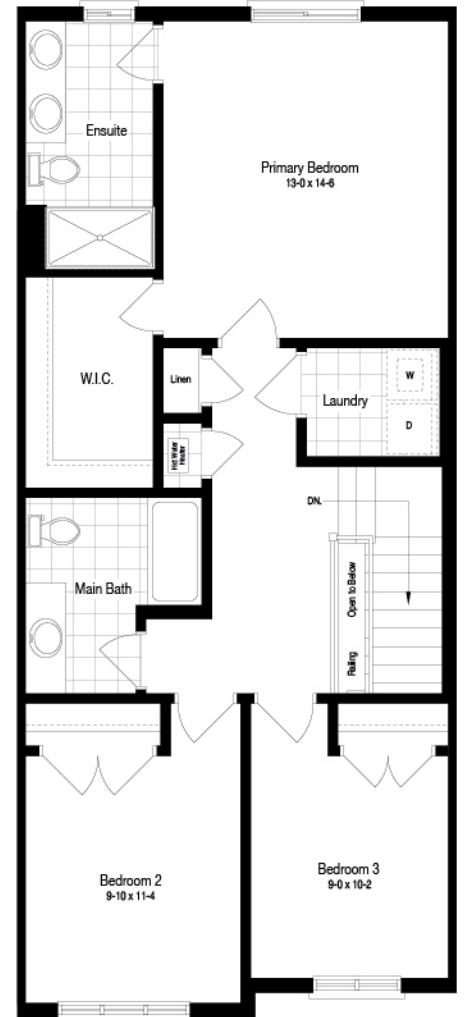 Ensuite
Primary Bedroom
13-0 x 14-6
W.I.C.
Linen
Laundry
W
D
Hot Water
Heater
DN.
Open to Below
Railing
Main Bath
Bedroom 2
9-10 x 11-4
Bedroom 3
9-0 x 10-2